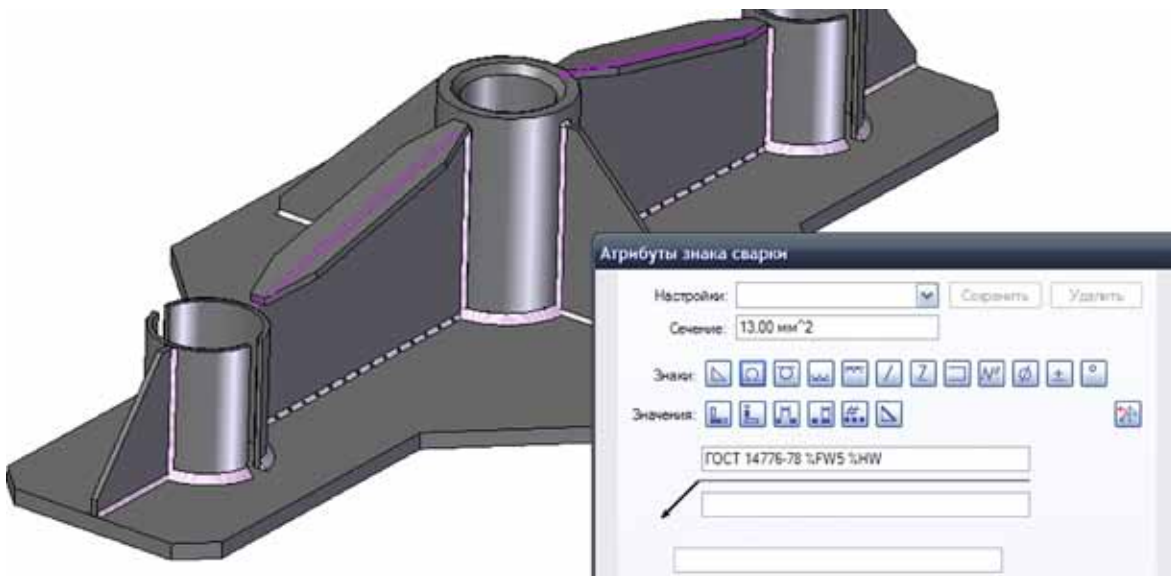 Атрибуты знака сварки
Настройки: Сохранить Удалить
Сечение: 13.00 мм^2
Знаки:
Значения:
ГОСТ 14776-78 %FW5 %HW